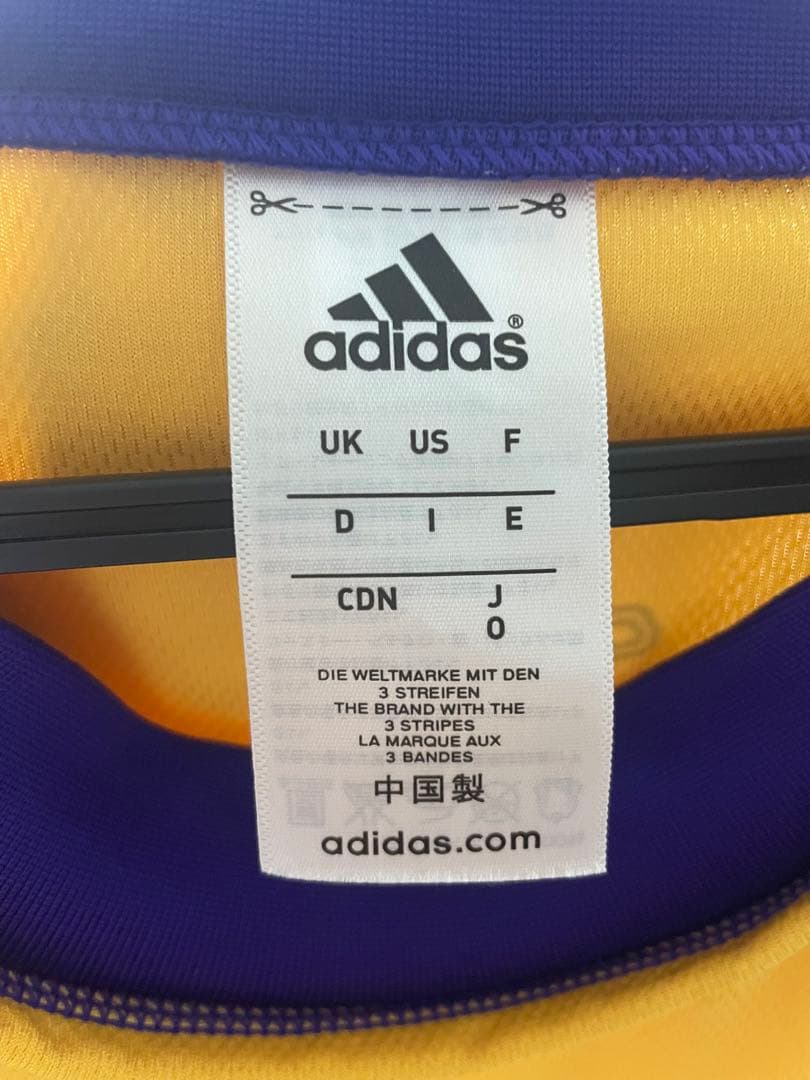 adidas®
UK US F
D I E
CDN J
O
DIE WELTMARKE MIT DEN
3 STREIFEN
THE BRAND WITH THE
3 STRIPES
LA MARQUE AUX
3 BANDES
中国製
adidas.com